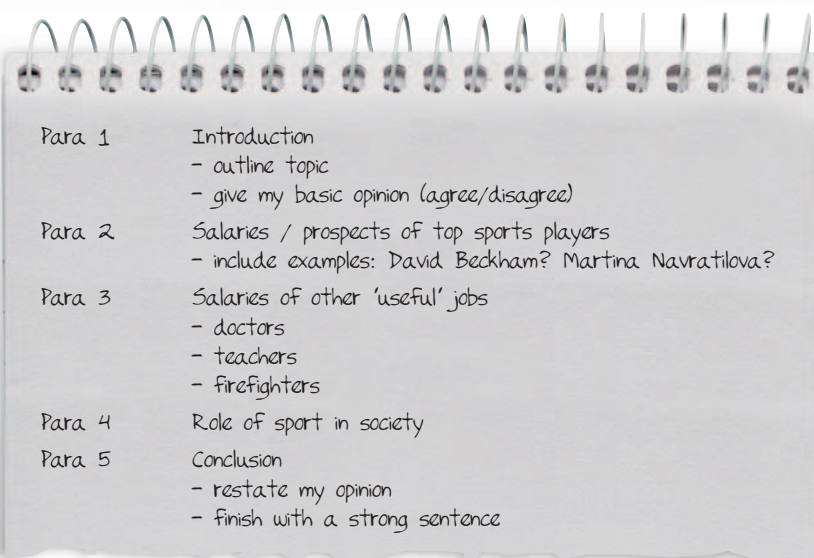 Para 1 Introduction
- outline topic
- give my basic opinion (agree/disagree)
Para 2 Salaries / prospects of top sports players
- include examples: David Beckham? Martina Navratilova?
Para 3 Salaries of other 'useful' jobs
- doctors
- teachers
- firefighters
Para 4 Role of sport in society
Para 5 Conclusion
- restate my opinion
- finish with a strong sentence